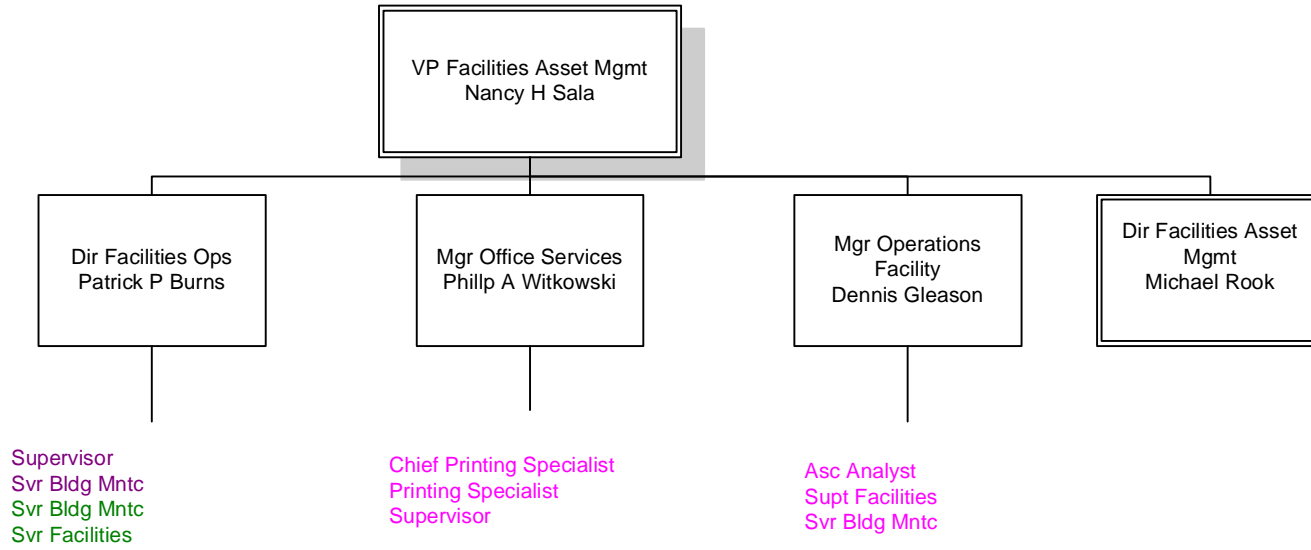 VP Facilities Asset Mgmt
Nancy H Sala
Dir Facilities Ops
Patrick P Burns
Mgr Office Services
Phillp A Witkowski
Mgr Operations
Facility
Dennis Gleason
Dir Facilities Asset
Mgmt
Michael Rook
Supervisor
Svr Bldg Mntc
Svr Bldg Mntc
Svr Facilities
Chief Printing Specialist
Printing Specialist
Supervisor
Asc Analyst
Supt Facilities
Svr Bldg Mntc